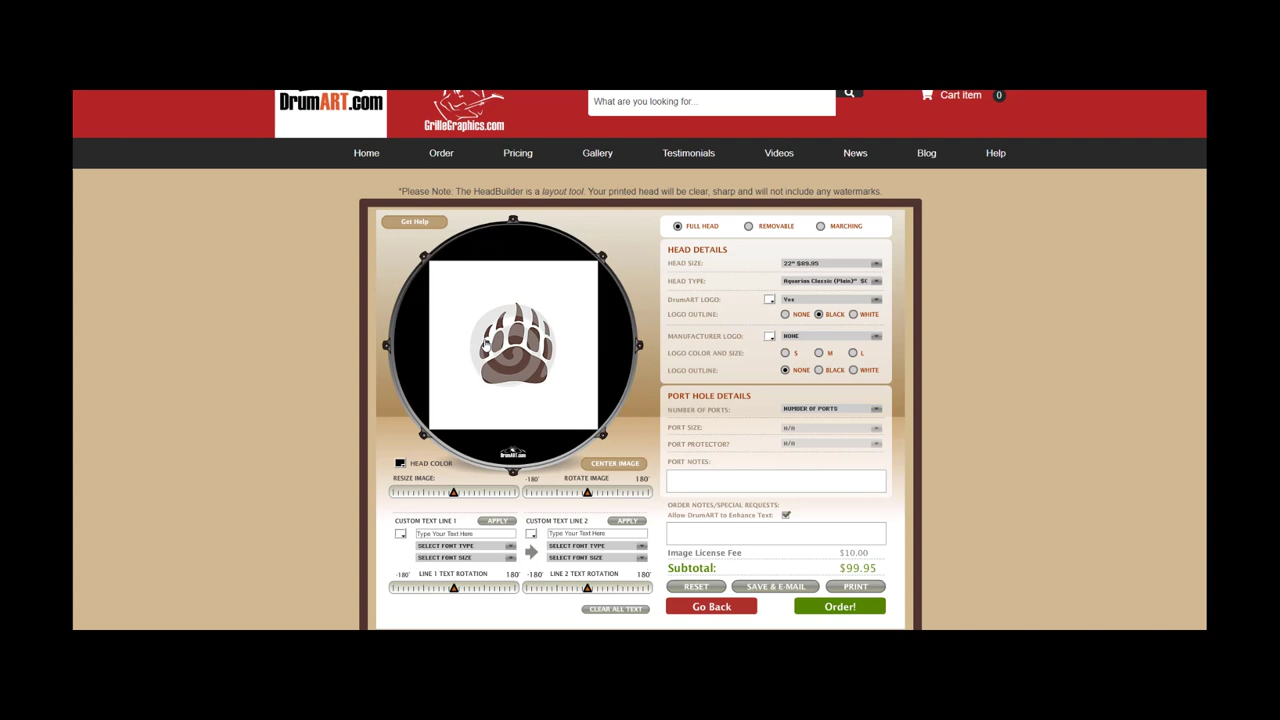 DrumART.com
GrilleGraphics.com
What are you looking for...
Cart item 0
Home Order Pricing Gallery Testimonials Videos News Blog Help
*Please Note: The HeadBuilder is a layout tool. Your printed head will be clear, sharp and will not include any watermarks.
Get Help
DrumART.com
HEAD COLOR
CENTER IMAGE
RESIZE IMAGE:
-180° ROTATE IMAGE 180°
CUSTOM TEXT LINE 1 APPLY
Type Your Text Here
SELECT FONT TYPE
SELECT FONT SIZE
-180° LINE 1 TEXT ROTATION 180°
CUSTOM TEXT LINE 2 APPLY
Type Your Text Here
SELECT FONT TYPE
SELECT FONT SIZE
-180° LINE 2 TEXT ROTATION 180°
CLEAR ALL TEXT
FULL HEAD REMOVABLE MARCHING
HEAD DETAILS
HEAD SIZE: 22" $89.95
HEAD TYPE: Aquarian Classic (Plain)"
DrumART LOGO: Yes
LOGO OUTLINE: NONE BLACK WHITE
MANUFACTURER LOGO: NONE
LOGO COLOR AND SIZE: S M L
LOGO OUTLINE: NONE BLACK WHITE
PORT HOLE DETAILS
NUMBER OF PORTS: NUMBER OF PORTS
PORT SIZE: N/A
PORT PROTECTOR? N/A
PORT NOTES:
ORDER NOTES/SPECIAL REQUESTS:
Allow DrumART to Enhance Text:
Image License Fee $10.00
Subtotal: $99.95
RESET SAVE & E-MAIL PRINT
Go Back Order!